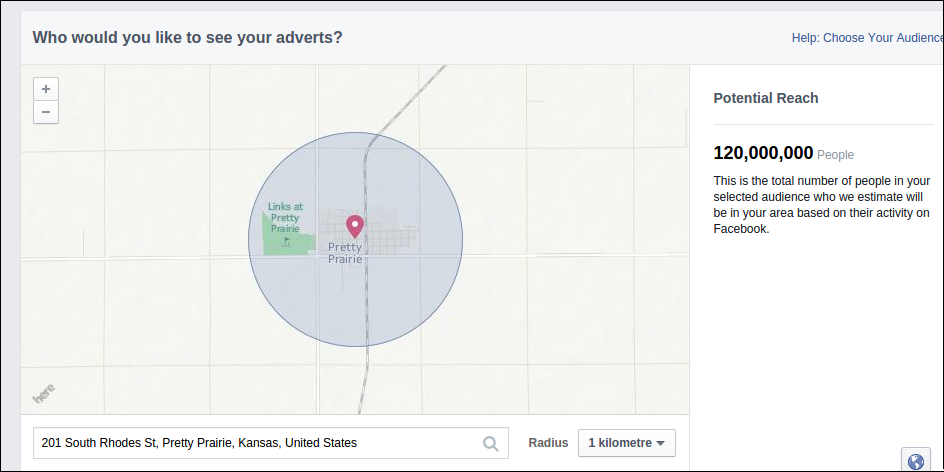 Who would you like to see your adverts?
Help: Choose Your Audience
+
−
Links at
Pretty
Prairie
Pretty
Prairie
here
Potential Reach
120,000,000 People
This is the total number of people in your
selected audience who we estimate will
be in your area based on their activity on
Facebook.
201 South Rhodes St, Pretty Prairie, Kansas, United States
Radius
1 kilometre